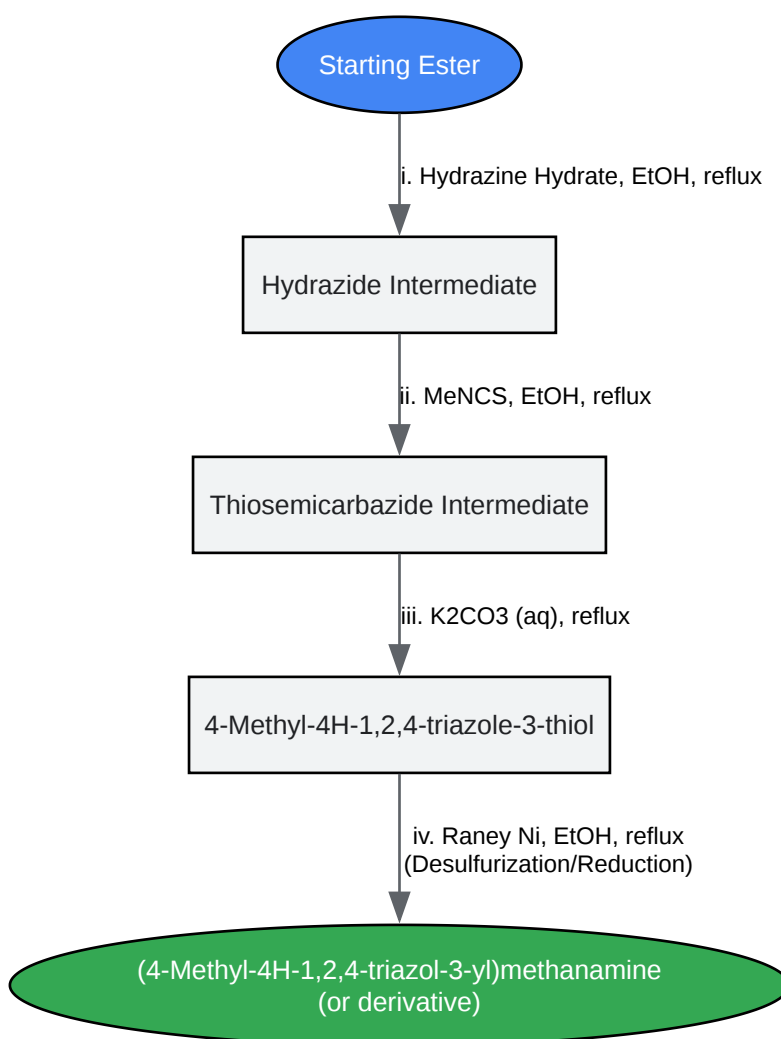 Starting Ester
i. Hydrazine Hydrate, EtOH, reflux
Hydrazide Intermediate
ii. MeNCS, EtOH, reflux
Thiosemicarbazide Intermediate
iii. K2CO3 (aq), reflux
4-Methyl-4H-1,2,4-triazole-3-thiol
iv. Raney Ni, EtOH, reflux
(Desulfurization/Reduction)
(4-Methyl-4H-1,2,4-triazol-3-yl)methanamine
(or derivative)